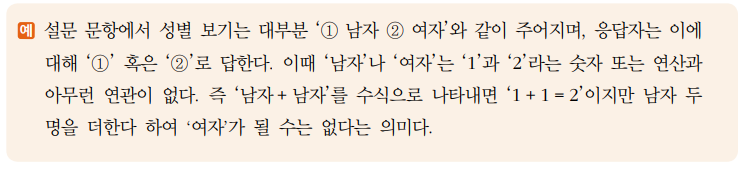 예 설문 문항에서 성별 보기는 대부분 ‘① 남자 ② 여자’와 같이 주어지며, 응답자는 이에
대해 ‘①’ 혹은 ‘②’로 답한다. 이때 ‘남자’나 ‘여자’는 ‘1’과 ‘2’라는 숫자 또는 연산과
아무런 연관이 없다. 즉 ‘남자 + 남자’를 수식으로 나타내면 ‘1 + 1 = 2’이지만 남자 두
명을 더한다 하여 ‘여자’가 될 수는 없다는 의미다.